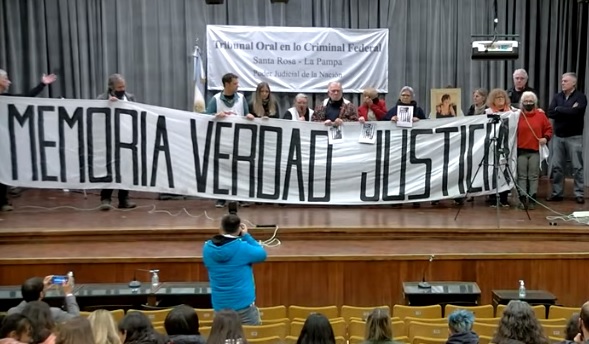 Tribunal Oral en lo Criminal Federal
Santa Rosa - La Pampa
Poder Judicial de la Nación
MEMORIA VERDAD JUSTICIA